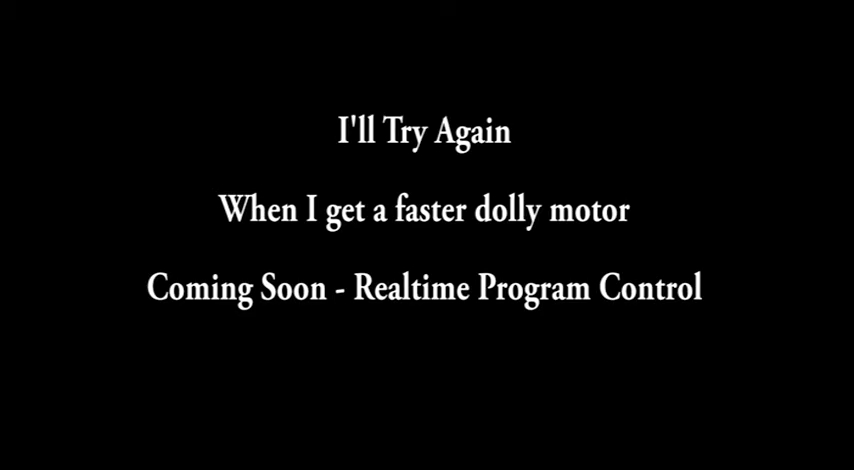 I'll Try Again
When I get a faster dolly motor
Coming Soon - Realtime Program Control